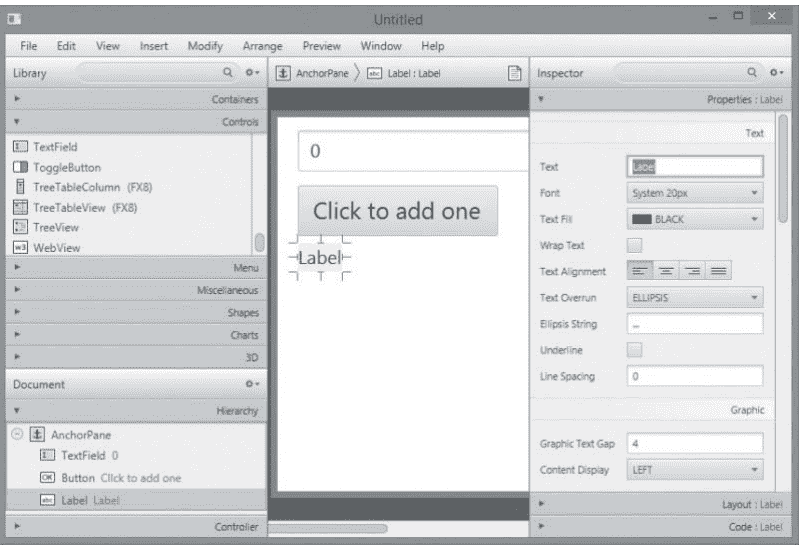 Untitled
File Edit View Insert Modify Arrange Preview Window Help
Library
Containers
Controls
TextField
ToggleButton
TreeTableColumn (FX8)
TreeTableView (FX8)
TreeView
WebView
Menu
Miscellaneous
Shapes
Charts
3D
Document
Hierarchy
AnchorPane
TextField 0
OK Button Click to add one
abc Label Label
Controller
AnchorPane abc Label : Label
0
Click to add one
Label
Inspector
Properties : Label
Text
Text Label
Font System 20px
Text Fill BLACK
Wrap Text
Text Alignment
Text Overrun ELLIPSIS
Ellipsis String ...
Underline
Line Spacing 0
Graphic
Graphic Text Gap 4
Content Display LEFT
Layout : Label
Code : Label